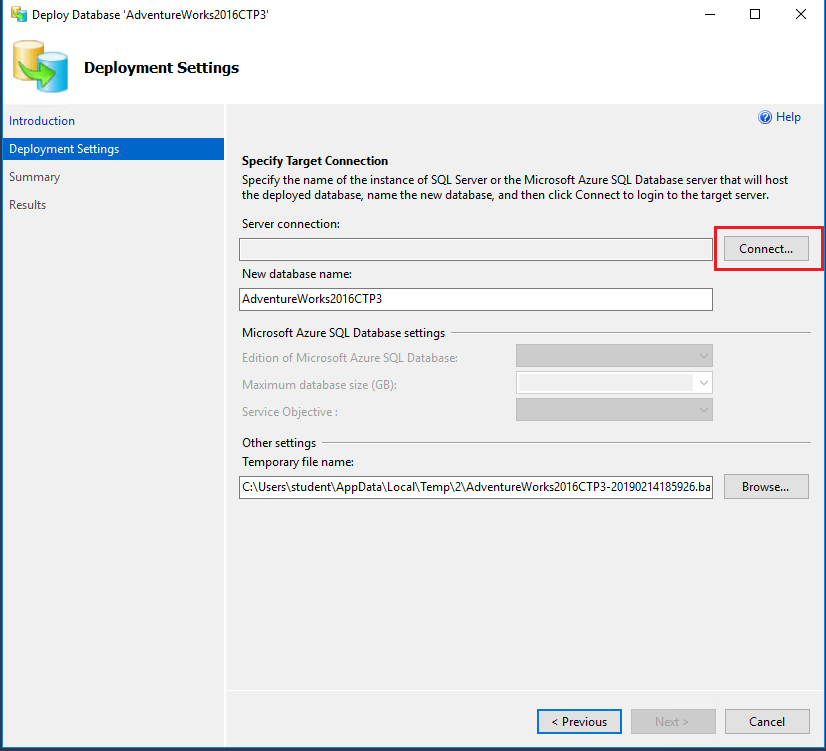 Deploy Database 'AdventureWorks2016CTP3'
Deployment Settings
Introduction
Deployment Settings
Summary
Results
Help
Specify Target Connection
Specify the name of the instance of SQL Server or the Microsoft Azure SQL Database server that will host
the deployed database, name the new database, and then click Connect to login to the target server.
Server connection:
Connect...
New database name:
AdventureWorks2016CTP3
Microsoft Azure SQL Database settings
Edition of Microsoft Azure SQL Database:
Maximum database size (GB):
Service Objective :
Other settings
Temporary file name:
C:\Users\student\AppData\Local\Temp\2\AdventureWorks2016CTP3-20190214185926.ba
Browse...
< Previous
Next >
Cancel